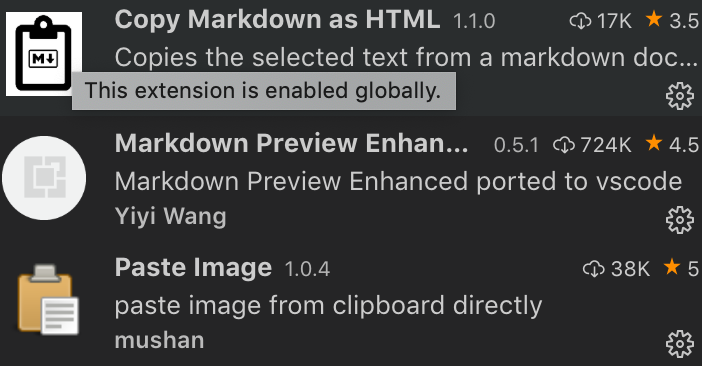 Copy Markdown as HTML 1.1.0 17K 3.5
Copies the selected text from a markdown doc...
This extension is enabled globally.
Markdown Preview Enhan... 0.5.1 724K 4.5
Markdown Preview Enhanced ported to vscode
Yiyi Wang
Paste Image 1.0.4 38K 5
paste image from clipboard directly
mushan